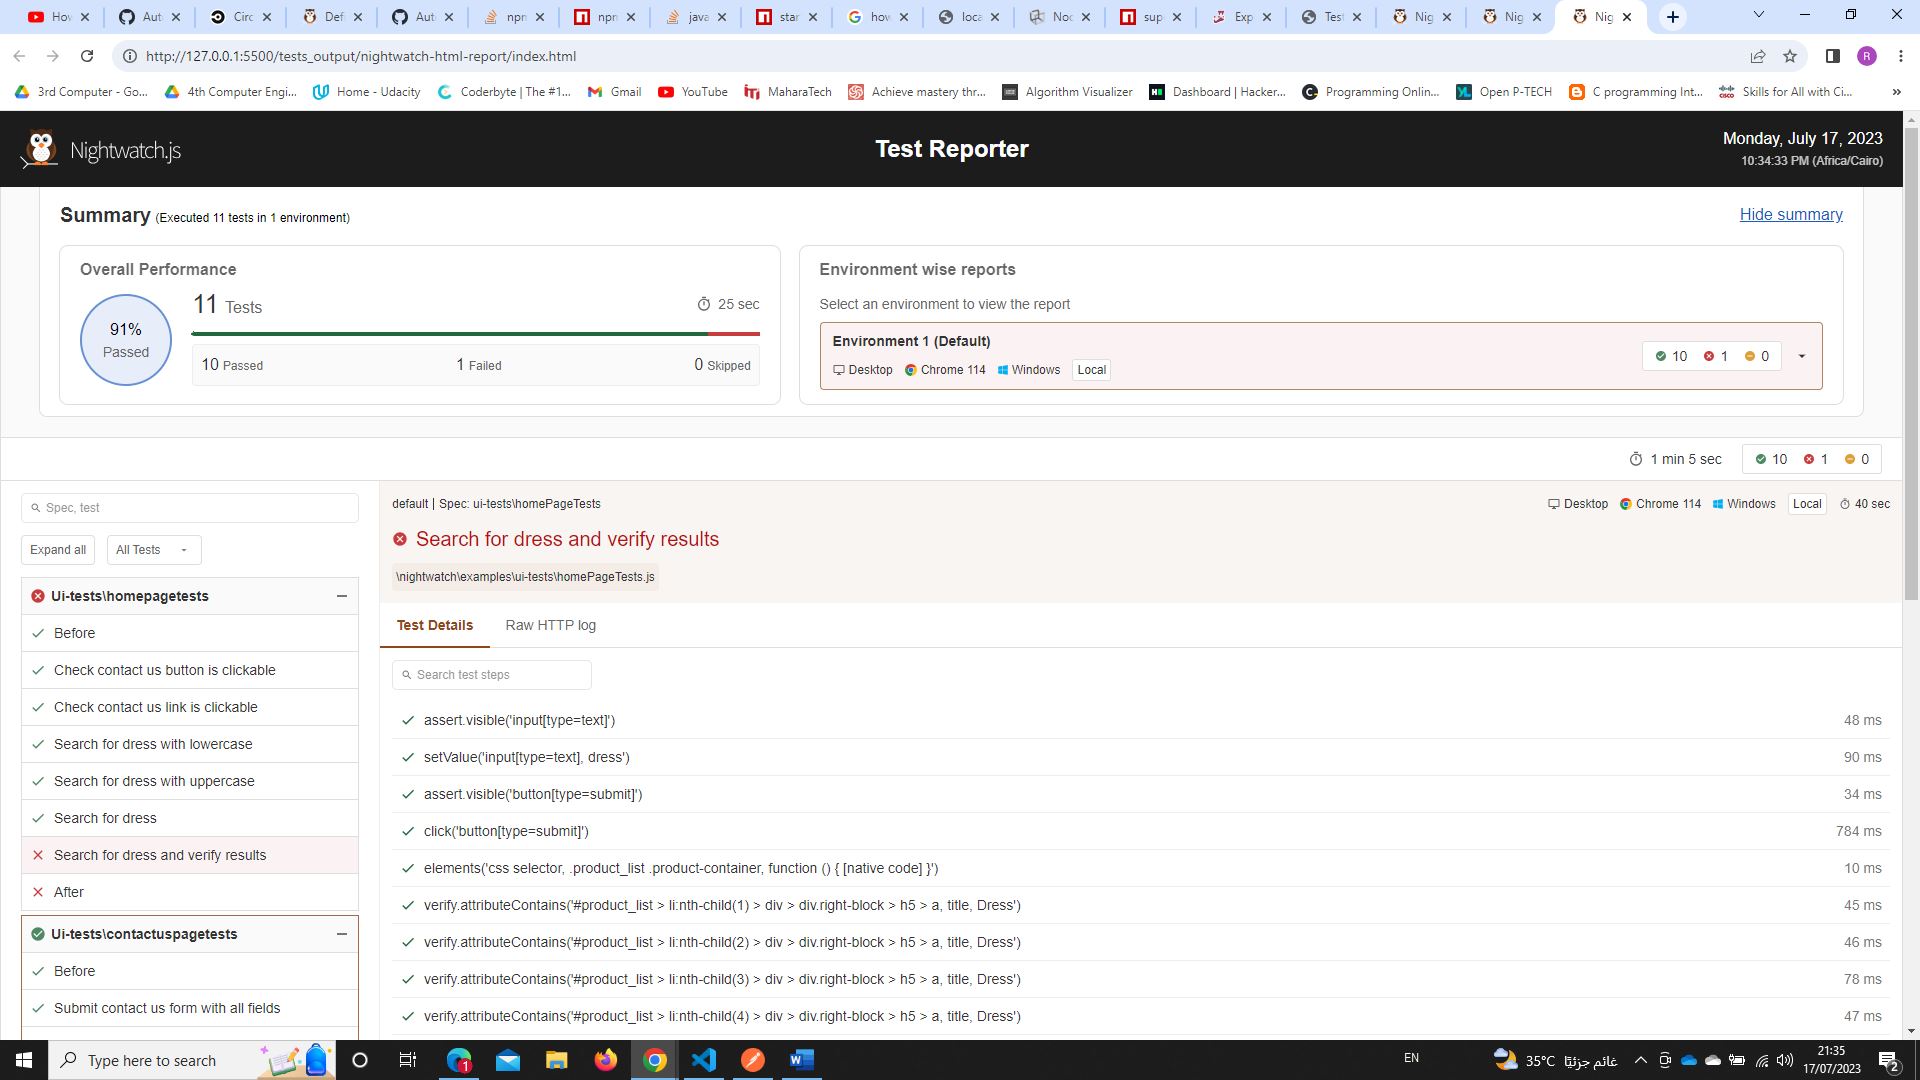 How
Aut
Circ
Defi
Aut
npn
npn
java
star
how
loca
Noc
sup
Exp
Test
Nig
Nig
Nig
http://127.0.0.1:5500/tests_output/nightwatch-html-report/index.html
R
3rd Computer - Go...
4th Computer Engi...
Home - Udacity
Coderbyte | The #1...
Gmail
YouTube
MaharaTech
Achieve mastery thr...
Algorithm Visualizer
Dashboard | Hacker...
Programming Onlin...
Open P-TECH
C programming Int...
Skills for All with Ci...
»
Nightwatch.js
Test Reporter
Monday, July 17, 2023
10:34:33 PM (Africa/Cairo)
Summary (Executed 11 tests in 1 environment)
Hide summary
Overall Performance
91%
Passed
11 Tests
25 sec
10 Passed
1 Failed
0 Skipped
Environment wise reports
Select an environment to view the report
Environment 1 (Default)
Desktop Chrome 114 Windows Local
10 1 0
1 min 5 sec
10 1 0
Spec, test
Expand all
All Tests
Ui-tests\homepagetests
Before
Check contact us button is clickable
Check contact us link is clickable
Search for dress with lowercase
Search for dress with uppercase
Search for dress
Search for dress and verify results
After
Ui-tests\contactuspagetests
Before
Submit contact us form with all fields
default | Spec: ui-tests\homePageTests
Desktop Chrome 114 Windows Local 40 sec
Search for dress and verify results
\nightwatch\examples\ui-tests\homePageTests.js
Test Details
Raw HTTP log
Search test steps
assert.visible('input[type=text]') 48 ms
setValue('input[type=text], dress') 90 ms
assert.visible('button[type=submit]') 34 ms
click('button[type=submit]') 784 ms
elements('css selector, .product_list .product-container, function () { [native code] }') 10 ms
verify.attributeContains('#product_list > li:nth-child(1) > div > div.right-block > h5 > a, title, Dress') 45 ms
verify.attributeContains('#product_list > li:nth-child(2) > div > div.right-block > h5 > a, title, Dress') 46 ms
verify.attributeContains('#product_list > li:nth-child(3) > div > div.right-block > h5 > a, title, Dress') 78 ms
verify.attributeContains('#product_list > li:nth-child(4) > div > div.right-block > h5 > a, title, Dress') 47 ms
Type here to search
1
EN
35°C غائم جزئيًا
21:35
17/07/2023
2